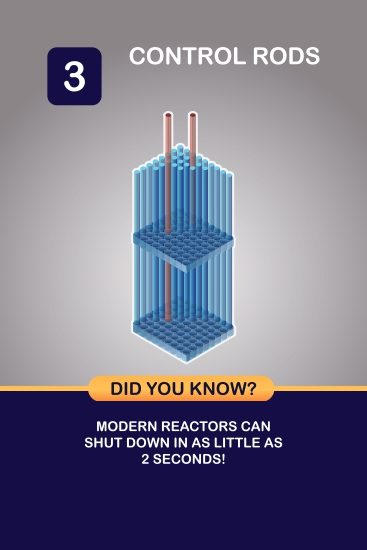 3
CONTROL RODS
DID YOU KNOW?
MODERN REACTORS CAN
SHUT DOWN IN AS LITTLE AS
2 SECONDS!